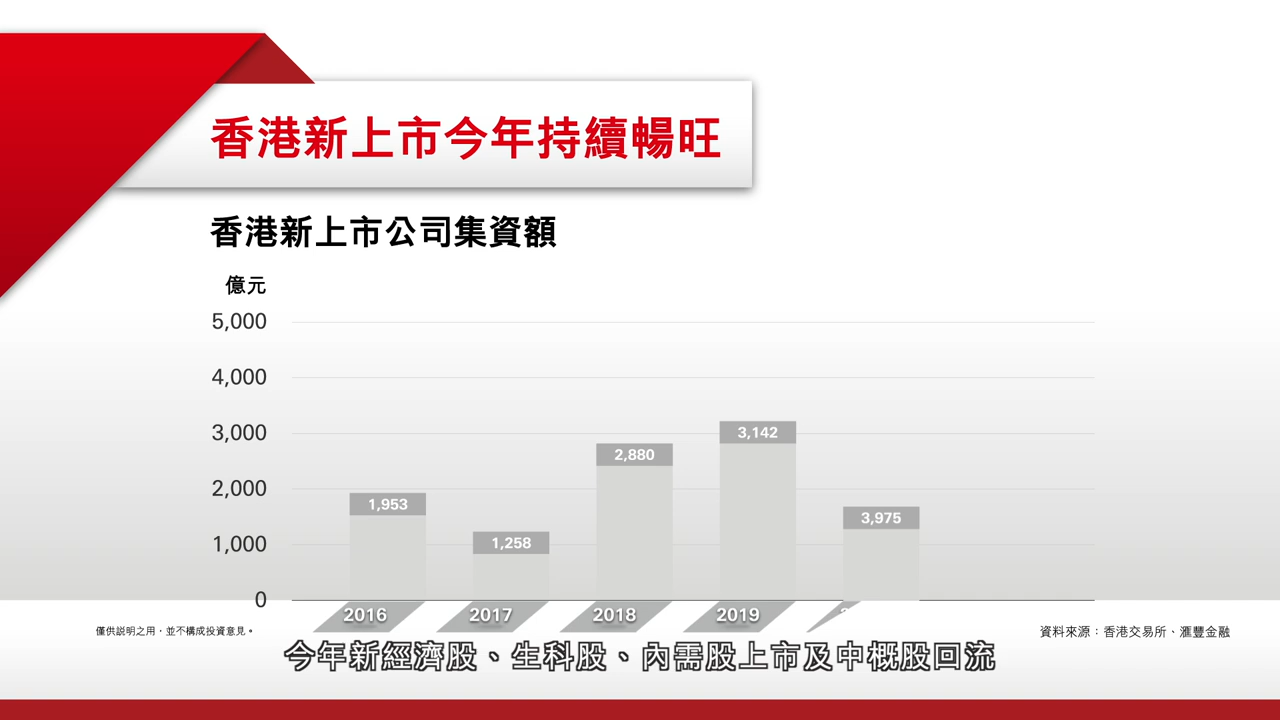 香港新上市今年持續暢旺
香港新上市公司集資額
億元
5,000
4,000
3,000
2,000
1,000
0
1,953
1,258
2,880
3,142
3,975
2016
2017
2018
2019
僅供説明之用，並不構成投資意見。
資料來源：香港交易所、滙豐金融
今年新經濟股、生科股、內需股上市及中概股回流